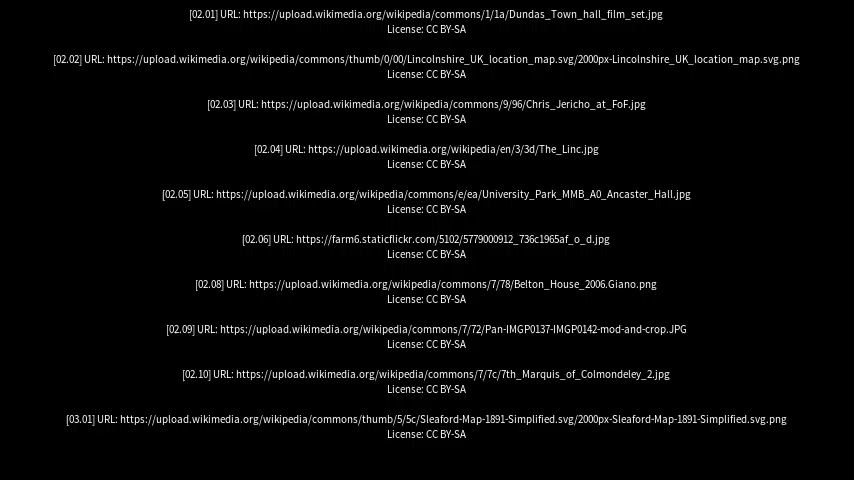 [02.01] URL: https://upload.wikimedia.org/wikipedia/commons/1/1a/Dundas_Town_hall_film_set.jpg
License: CC BY-SA
[02.02] URL: https://upload.wikimedia.org/wikipedia/commons/thumb/0/00/Lincolnshire_UK_location_map.svg/2000px-Lincolnshire_UK_location_map.svg.png
License: CC BY-SA
[02.03] URL: https://upload.wikimedia.org/wikipedia/commons/9/96/Chris_Jericho_at_FoF.jpg
License: CC BY-SA
[02.04] URL: https://upload.wikimedia.org/wikipedia/en/3/3d/The_Linc.jpg
License: CC BY-SA
[02.05] URL: https://upload.wikimedia.org/wikipedia/commons/e/ea/University_Park_MMB_A0_Ancaster_Hall.jpg
License: CC BY-SA
[02.06] URL: https://farm6.staticflickr.com/5102/5779000912_736c1965af_o_d.jpg
License: CC BY-SA
[02.08] URL: https://upload.wikimedia.org/wikipedia/commons/7/78/Belton_House_2006.Giano.png
License: CC BY-SA
[02.09] URL: https://upload.wikimedia.org/wikipedia/commons/7/72/Pan-IMGP0137-IMGP0142-mod-and-crop.JPG
License: CC BY-SA
[02.10] URL: https://upload.wikimedia.org/wikipedia/commons/7/7c/7th_Marquis_of_Colmondeley_2.jpg
License: CC BY-SA
[03.01] URL: https://upload.wikimedia.org/wikipedia/commons/thumb/5/5c/Sleaford-Map-1891-Simplified.svg/2000px-Sleaford-Map-1891-Simplified.svg.png
License: CC BY-SA